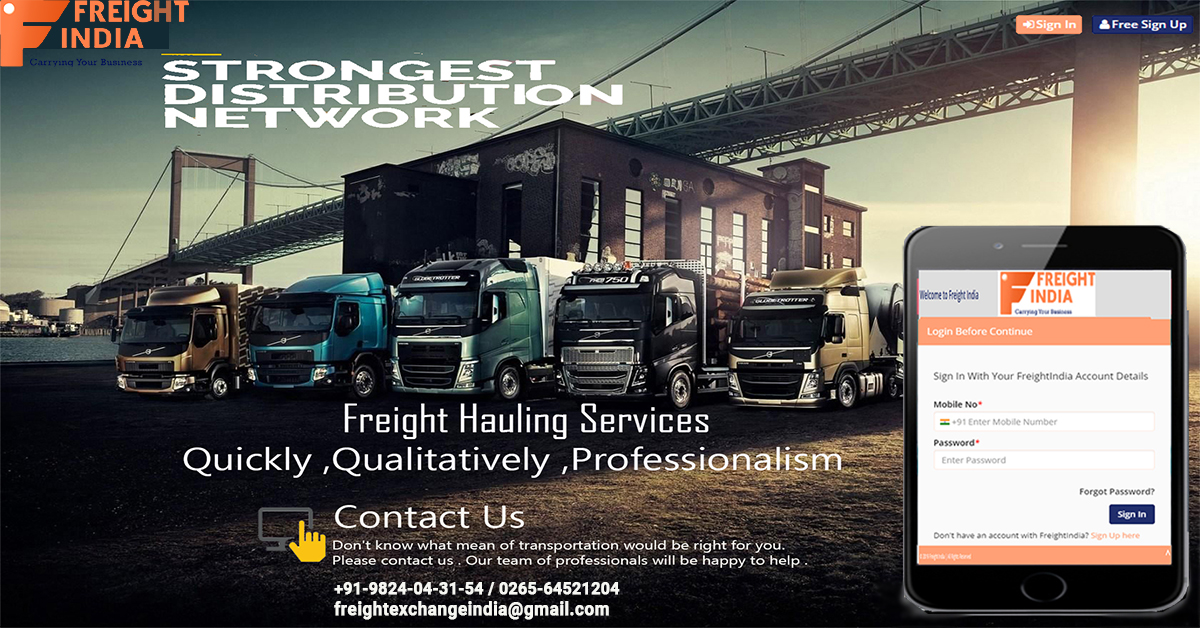 FREIGHT
INDIA
Carrying Your Business
Sign In
Free Sign Up
STRONGEST
DISTRIBUTION
NETWORK
GLOBETROTTER
750
GLOBETROTTER
Freight Hauling Services
Quickly ,Qualitatively ,Professionalism
Contact Us
Don't know what mean of transportation would be right for you.
Please contact us . Our team of professionals will be happy to help .
+91-9824-04-31-54 / 0265-64521204
freightexchangeindia@gmail.com
Welcome to Freight India
FREIGHT
INDIA
Carrying Your Business
Login Before Continue
Sign In With Your FreightIndia Account Details
Mobile No*
+91 Enter Mobile Number
Password*
Enter Password
Forgot Password?
Sign In
Don't have an account with Freightindia? Sign Up here